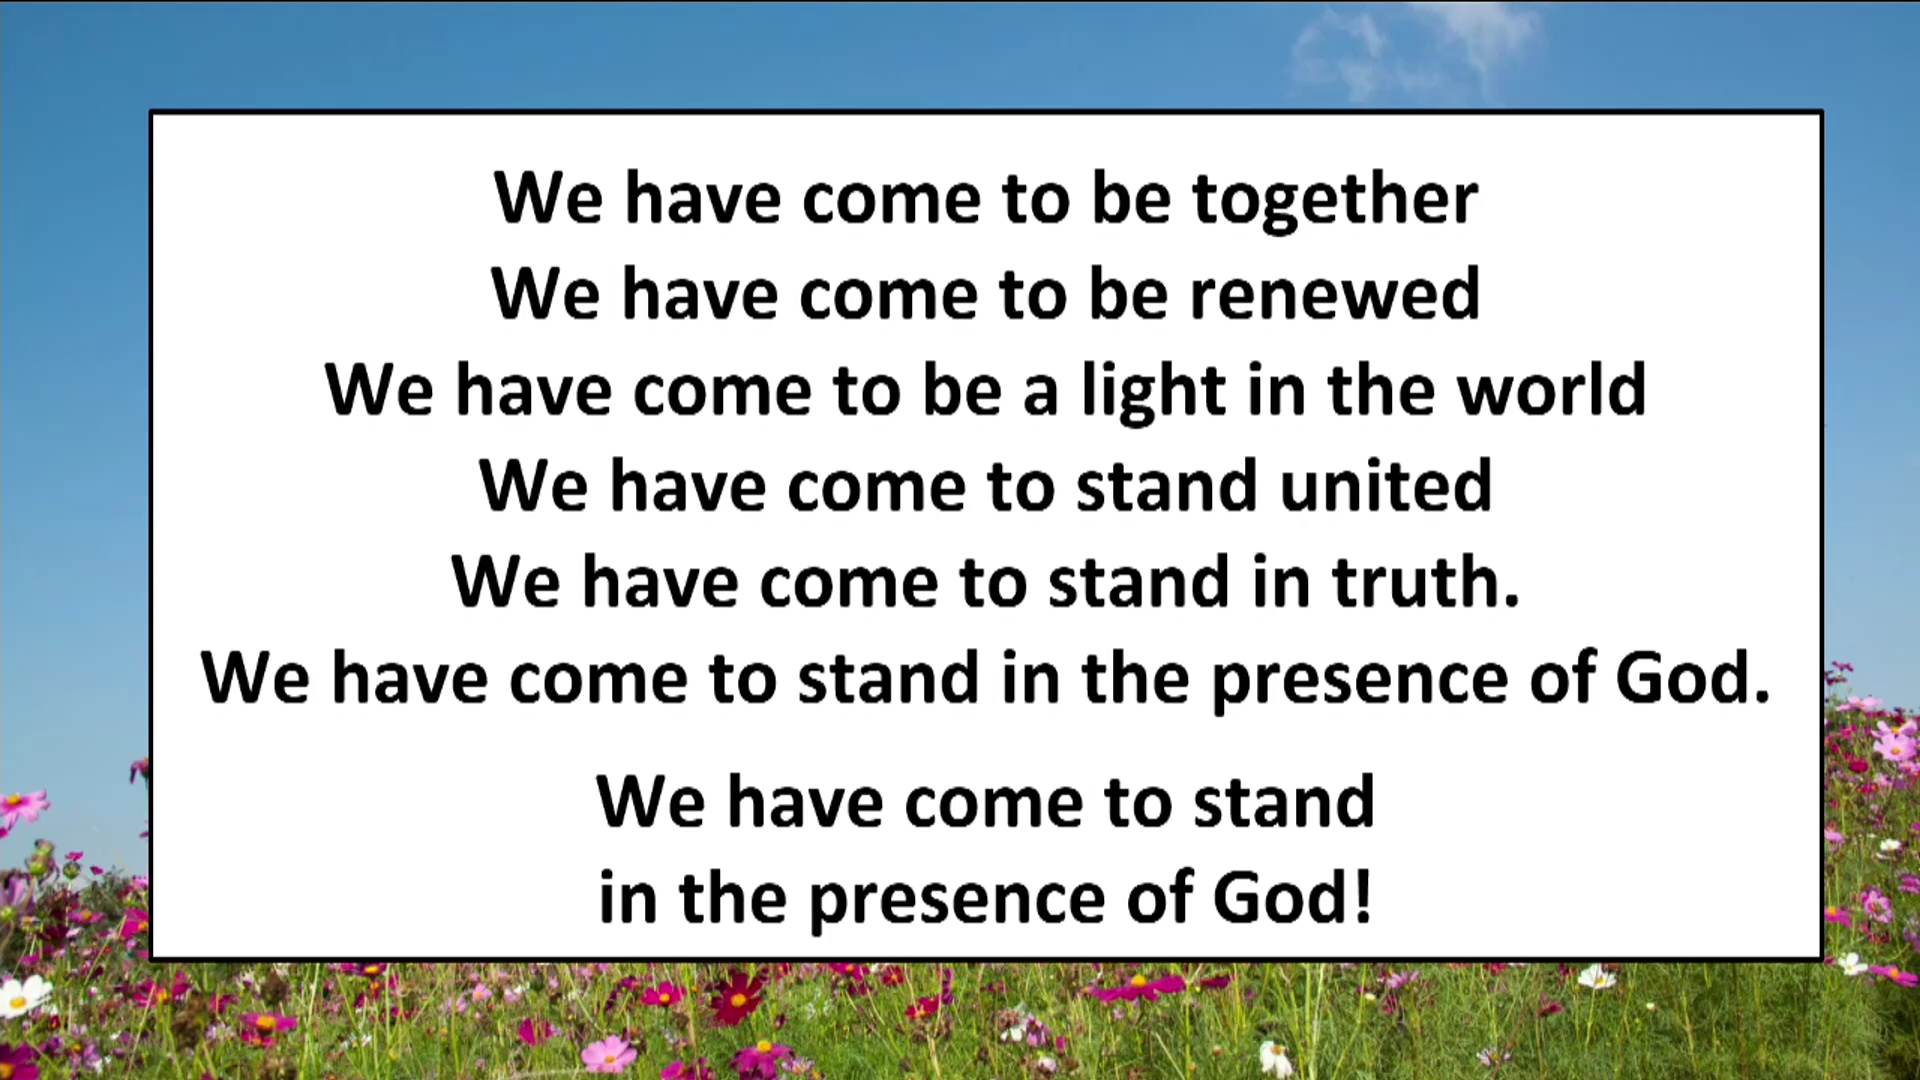 We have come to be together
We have come to be renewed
We have come to be a light in the world
We have come to stand united
We have come to stand in truth.
We have come to stand in the presence of God.
We have come to stand
in the presence of God!